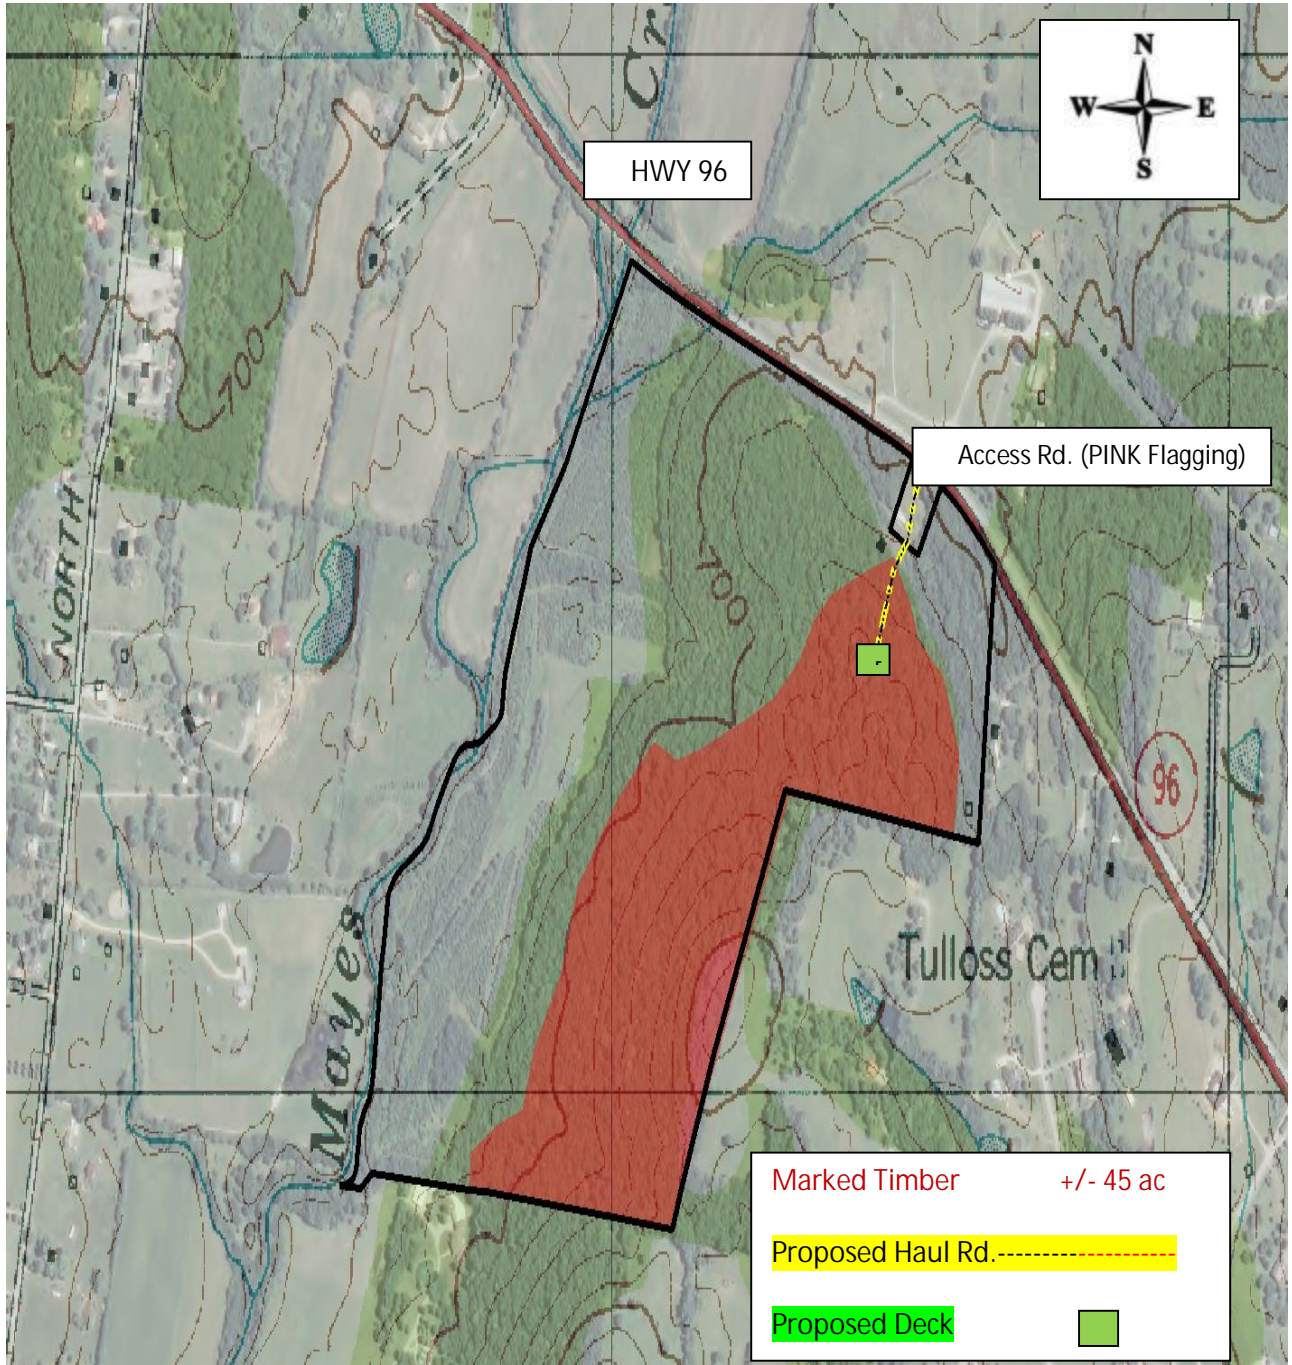 N
W E
S
Cr
HWY 96
700
Access Rd. (PINK Flagging)
NORTH
700
96
Mayes
Tulloss Cem
Marked Timber +/- 45 ac
Proposed Haul Rd.--------------------
Proposed Deck